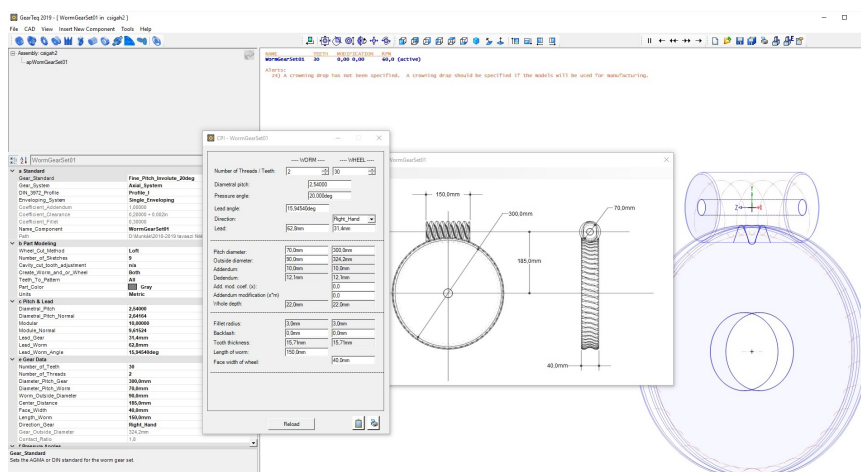 GearTeq 2019 - [ WormGearSet01 in csigah2 ]
File CAD View Insert New Component Tools Help
Assembly: csigah2
apWormGearSet01
NAME TEETH MODIFICATION RPM
WormGearSet01 30 0,00 0,00 60,0 (active)
Alerts:
24) A crowning drop has not been specified. A crowning drop should be specified if the models will be used for manufacturing.
WormGearSet01
a Standard
Gear_Standard Fine_Pitch_Involute_20deg
Gear_System Axial_System
DIN_3972_Profile Profile_I
Enveloping_System Single_Enveloping
Coefficient_Addendum 1,00000
Coefficient_Clearance 0,20000 + 0.002in
Coefficient_Fillet 0,30000
Name_Component WormGearSet01
Path
b Part Modeling
Wheel_Cut_Method Loft
Number_of_Sketches 9
Cavity_cut_tooth_adjustment n/a
Create_Worm_and_or_Wheel Both
Teeth_To_Pattern All
Part_Color Gray
Units Metric
c Pitch & Lead
Diametral_Pitch 2,54000
Diametral_Pitch_Normal 2,64164
Modular 10,00000
Module_Normal 9,61524
Lead_Gear 31,4mm
Lead_Worm 62,8mm
Lead_Worm_Angle 15,94540deg
e Gear Data
Number_of_Teeth 30
Number_of_Threads 2
Diameter_Pitch_Gear 300,0mm
Diameter_Pitch_Worm 70,0mm
Worm_Outside_Diameter 90,0mm
Center_Distance 185,0mm
Face_Width 40,0mm
Length_Worm 150,0mm
Direction_Gear Right_Hand
Gear_Outside_Diameter 324,2mm
Contact_Ratio 1,8
f Pressure Angles
Gear_Standard
Sets the AGMA or DIN standard for the worm gear set.
CPI - WormGearSet01
---- WORM ---- ---- WHEEL ----
Number of Threads / Teeth: 2 30
Diametral pitch: 2,54000
Pressure angle: 20,000deg
Lead angle: 15,94540deg
Direction: Right_Hand
Lead: 62,8mm 31,4mm
Pitch diameter: 70,0mm 300,0mm
Outside diameter: 90,0mm 324,2mm
Addendum: 10,0mm 10,0mm
Dedendum: 12,1mm 12,1mm
Add. mod. coef. (x): 0,0
Addendum modification (x*m) 0,0
Whole depth: 22,0mm 22,0mm
Fillet radius: 3,0mm 3,0mm
Backlash: 0,0mm 0,0mm
Tooth thickness: 15,71mm 15,71mm
Length of worm: 150,0mm
Face width of wheel: 40,0mm
Reload
WormGearSet01
150,0mm
300,0mm
70,0mm
185,0mm
40,0mm
Z